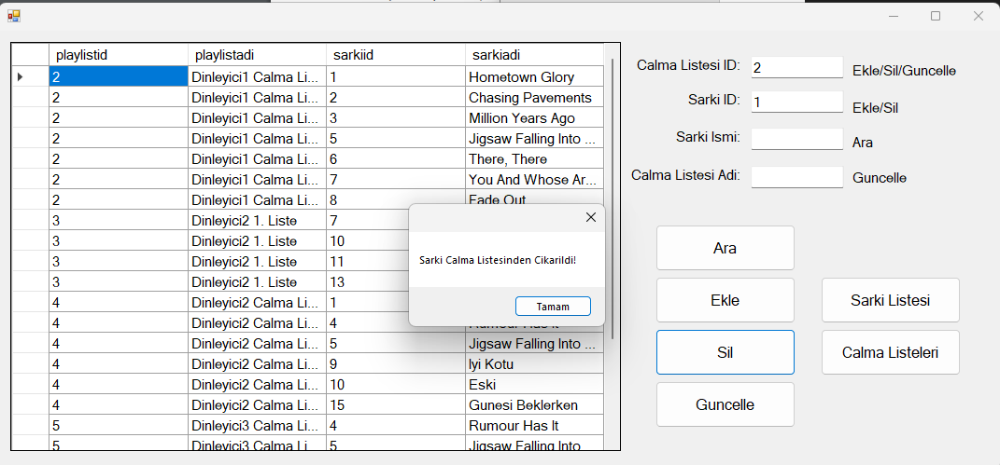 playlistid playlistadi sarkiid sarkiadi
2 Dinleyici1 Calma Li... 1 Hometown Glory
2 Dinleyici1 Calma Li... 2 Chasing Pavements
2 Dinleyici1 Calma Li... 3 Million Years Ago
2 Dinleyici1 Calma Li... 5 Jigsaw Falling Into ...
2 Dinleyici1 Calma Li... 6 There, There
2 Dinleyici1 Calma Li... 7 You And Whose Ar...
2 Dinleyici1 Calma Li... 8 Fade Out
3 Dinleyici2 1. Liste 7
3 Dinleyici2 1. Liste 10
3 Dinleyici2 1. Liste 11
3 Dinleyici2 1. Liste 13
4 Dinleyici2 Calma Li... 1
4 Dinleyici2 Calma Li... 4 Rumour Has It
4 Dinleyici2 Calma Li... 5 Jigsaw Falling Into ...
4 Dinleyici2 Calma Li... 9 Iyi Kotu
4 Dinleyici2 Calma Li... 10 Eski
4 Dinleyici2 Calma Li... 15 Gunesi Beklerken
5 Dinleyici3 Calma Li... 4 Rumour Has It
5 Dinleyici3 Calma Li... 5 Jigsaw Falling Into ...
Sarki Calma Listesinden Cikarildi!
Tamam
Calma Listesi ID: 2 Ekle/Sil/Guncelle
Sarki ID: 1 Ekle/Sil
Sarki Ismi: Ara
Calma Listesi Adi: Guncelle
Ara
Ekle Sarki Listesi
Sil Calma Listeleri
Guncelle